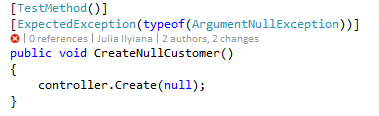 [TestMethod()]
[ExpectedException(typeof(ArgumentNullException))]
| 0 references | Julia Ilyiana | 2 authors, 2 changes
public void CreateNullCustomer()
{
controller.Create(null);
}